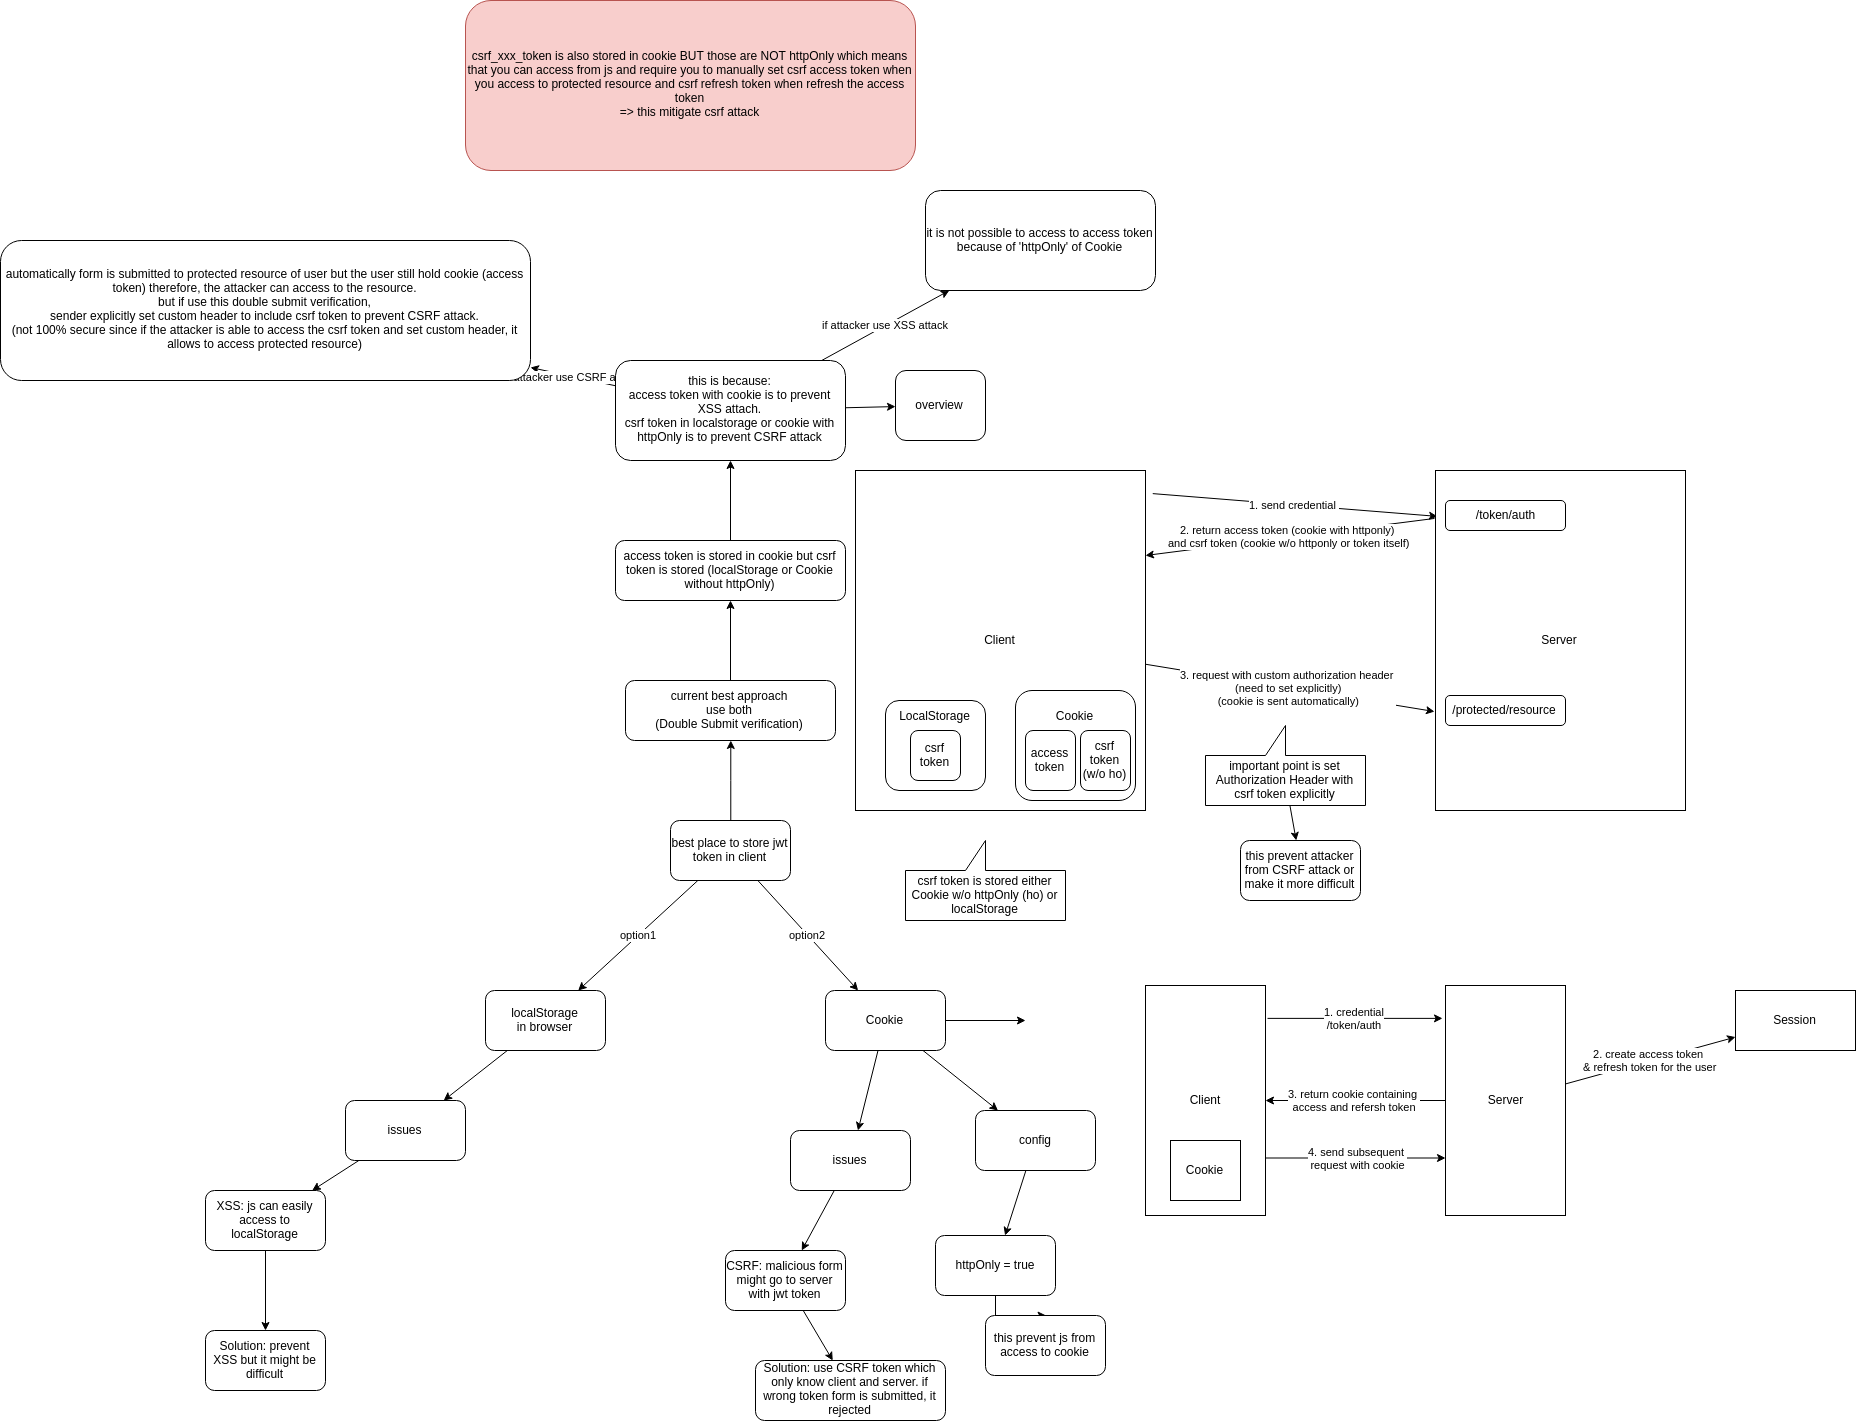 csrf_xxx_token is also stored in cookie BUT those are NOT httpOnly which means
that you can access from js and require you to manually set csrf access token when
you access to protected resource and csrf refresh token when refresh the access
token
=> this mitigate csrf attack
it is not possible to access to access token
because of 'httpOnly' of Cookie
automatically form is submitted to protected resource of user but the user still hold cookie (access
token) therefore, the attacker can access to the resource.
but if use this double submit verification,
sender explicitly set custom header to include csrf token to prevent CSRF attack.
(not 100% secure since if the attacker is able to access the csrf token and set custom header, it
allows to access protected resource)
if attacker use XSS attack
attacker use CSRF a
this is because:
access token with cookie is to prevent
XSS attach.
csrf token in localstorage or cookie with
httpOnly is to prevent CSRF attack
overview
access token is stored in cookie but csrf
token is stored (localStorage or Cookie
without httpOnly)
current best approach
use both
(Double Submit verification)
best place to store jwt
token in client
Client
LocalStorage
csrf
token
Cookie
access
token
csrf
token
(w/o ho)
1. send credential
2. return access token (cookie with httponly)
and csrf token (cookie w/o httponly or token itself)
/token/auth
Server
3. request with custom authorization header
(need to set explicitly)
(cookie is sent automatically)
/protected/resource
important point is set
Authorization Header with
csrf token explicitly
this prevent attacker
from CSRF attack or
make it more difficult
csrf token is stored either
Cookie w/o httpOnly (ho) or
localStorage
option1
option2
localStorage
in browser
Cookie
issues
XSS: js can easily
access to
localStorage
Solution: prevent
XSS but it might be
difficult
issues
config
CSRF: malicious form
might go to server
with jwt token
httpOnly = true
this prevent js from
access to cookie
Solution: use CSRF token which
only know client and server. if
wrong token form is submitted, it
rejected
Client
Cookie
1. credential
/token/auth
3. return cookie containing
access and refersh token
4. send subsequent
request with cookie
Server
2. create access token
& refresh token for the user
Session